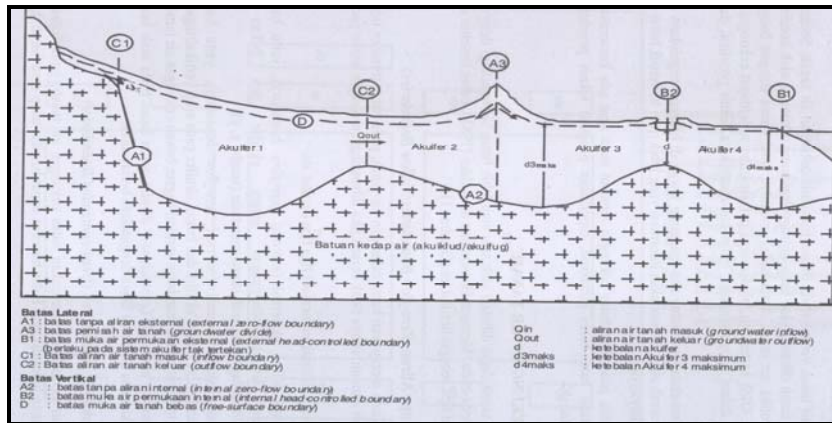 C1
A3
C2
B2
B1
D
Qout
d
A1
Akuifer 1
Akuifer 2
Akuifer 3
Akuifer 4
d3maks
d4maks
A2
Batuan kedap air (akuiklud/akuifug)
Batas Lateral
A1 : batas tanpa aliran eksternal (external zero-flow boundary)
A3 : batas pemisah air tanah (groundwater divide)
B1 : batas muka air permukaan eksternal (external head-controlled boundary)
(berlaku pada sistem akuifer tak tertekan)
C1 : Batas aliran air tanah masuk (inflow boundary)
C2 : Batas aliran air tanah keluar (outflow boundary)
Batas Vertikal
A2 : batas tanpa aliran internal (internal zero-flow boundary)
B2 : batas muka air permukaan internal (internal head-controlled boundary)
D : batas muka air tanah bebas (free-surface boundary)
Qin : aliran air tanah masuk (groundwater inflow)
Qout : aliran air tanah keluar (groundwater outflow)
d : ketebalan akuifer
d3maks : ketebalan Akuifer 3 maksimum
d4maks : ketebalan Akuifer 4 maksimum